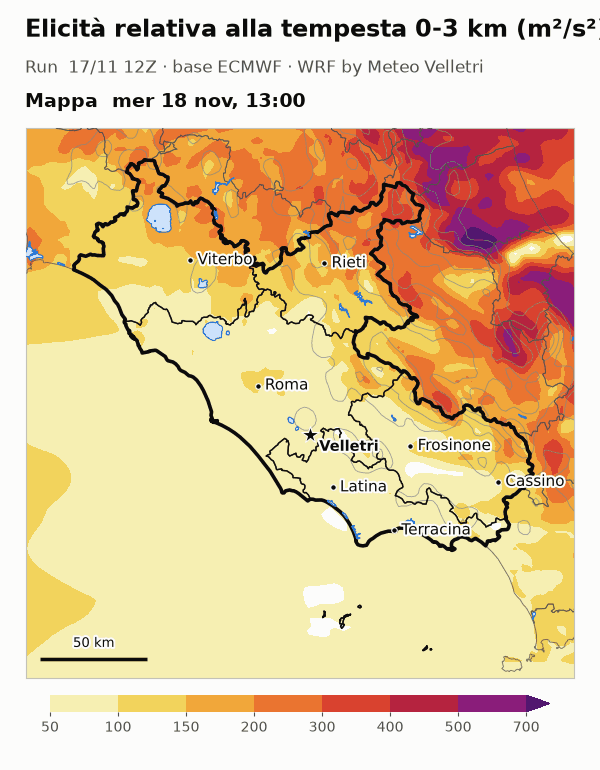 Elicità relativa alla tempesta 0-3 km (m²/s²)
Run 17/11 12Z · base ECMWF · WRF by Meteo Velletri
Mappa mer 18 nov, 13:00
Viterbo
Rieti
Roma
Velletri
Frosinone
Cassino
Latina
Terracina
50 km
50 100 150 200 300 400 500 700